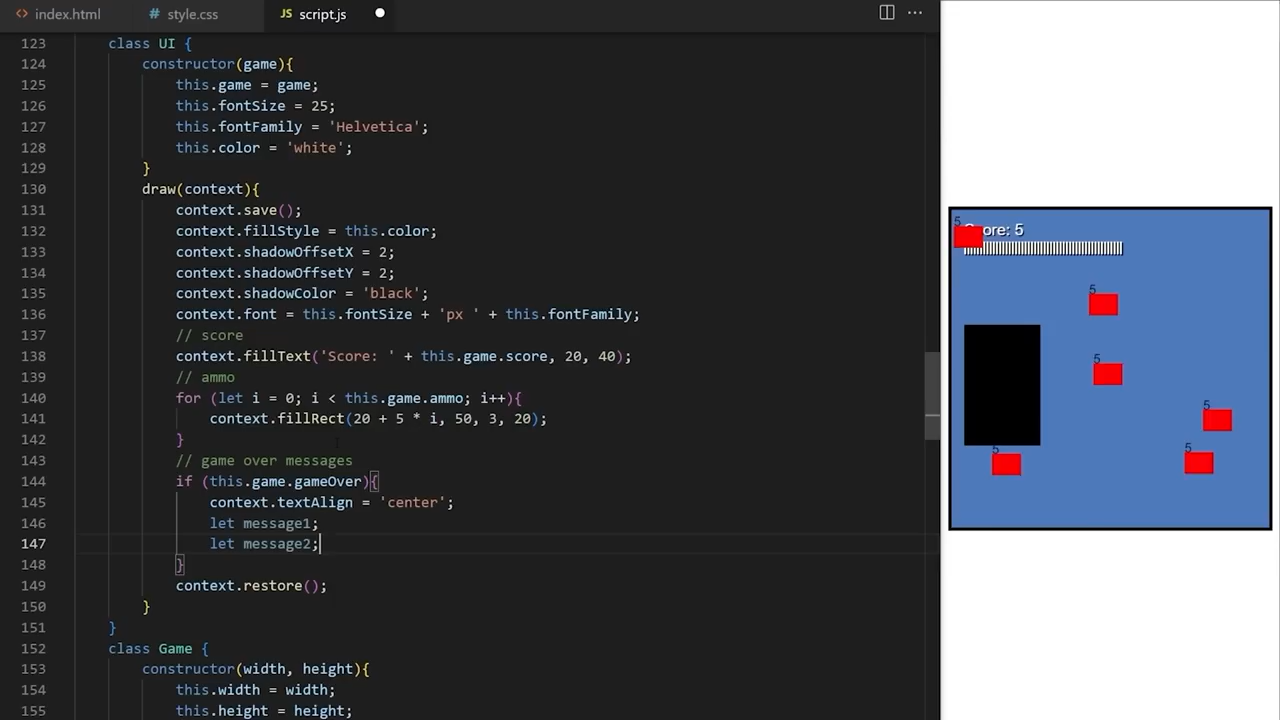 <> index.html # style.css JS script.js ● ···
123 class UI {
124 constructor(game){
125 this.game = game;
126 this.fontSize = 25;
127 this.fontFamily = 'Helvetica';
128 this.color = 'white';
129 }
130 draw(context){
131 context.save();
132 context.fillStyle = this.color;
133 context.shadowOffsetX = 2;
134 context.shadowOffsetY = 2;
135 context.shadowColor = 'black';
136 context.font = this.fontSize + 'px ' + this.fontFamily;
137 // score
138 context.fillText('Score: ' + this.game.score, 20, 40);
139 // ammo
140 for (let i = 0; i < this.game.ammo; i++){
141 context.fillRect(20 + 5 * i, 50, 3, 20);
142 }
143 // game over messages
144 if (this.game.gameOver){
145 context.textAlign = 'center';
146 let message1;
147 let message2;
148 }
149 context.restore();
150 }
151 }
152 class Game {
153 constructor(width, height){
154 this.width = width;
155 this.height = height;
5
ore: 5
5
5
5
5
5